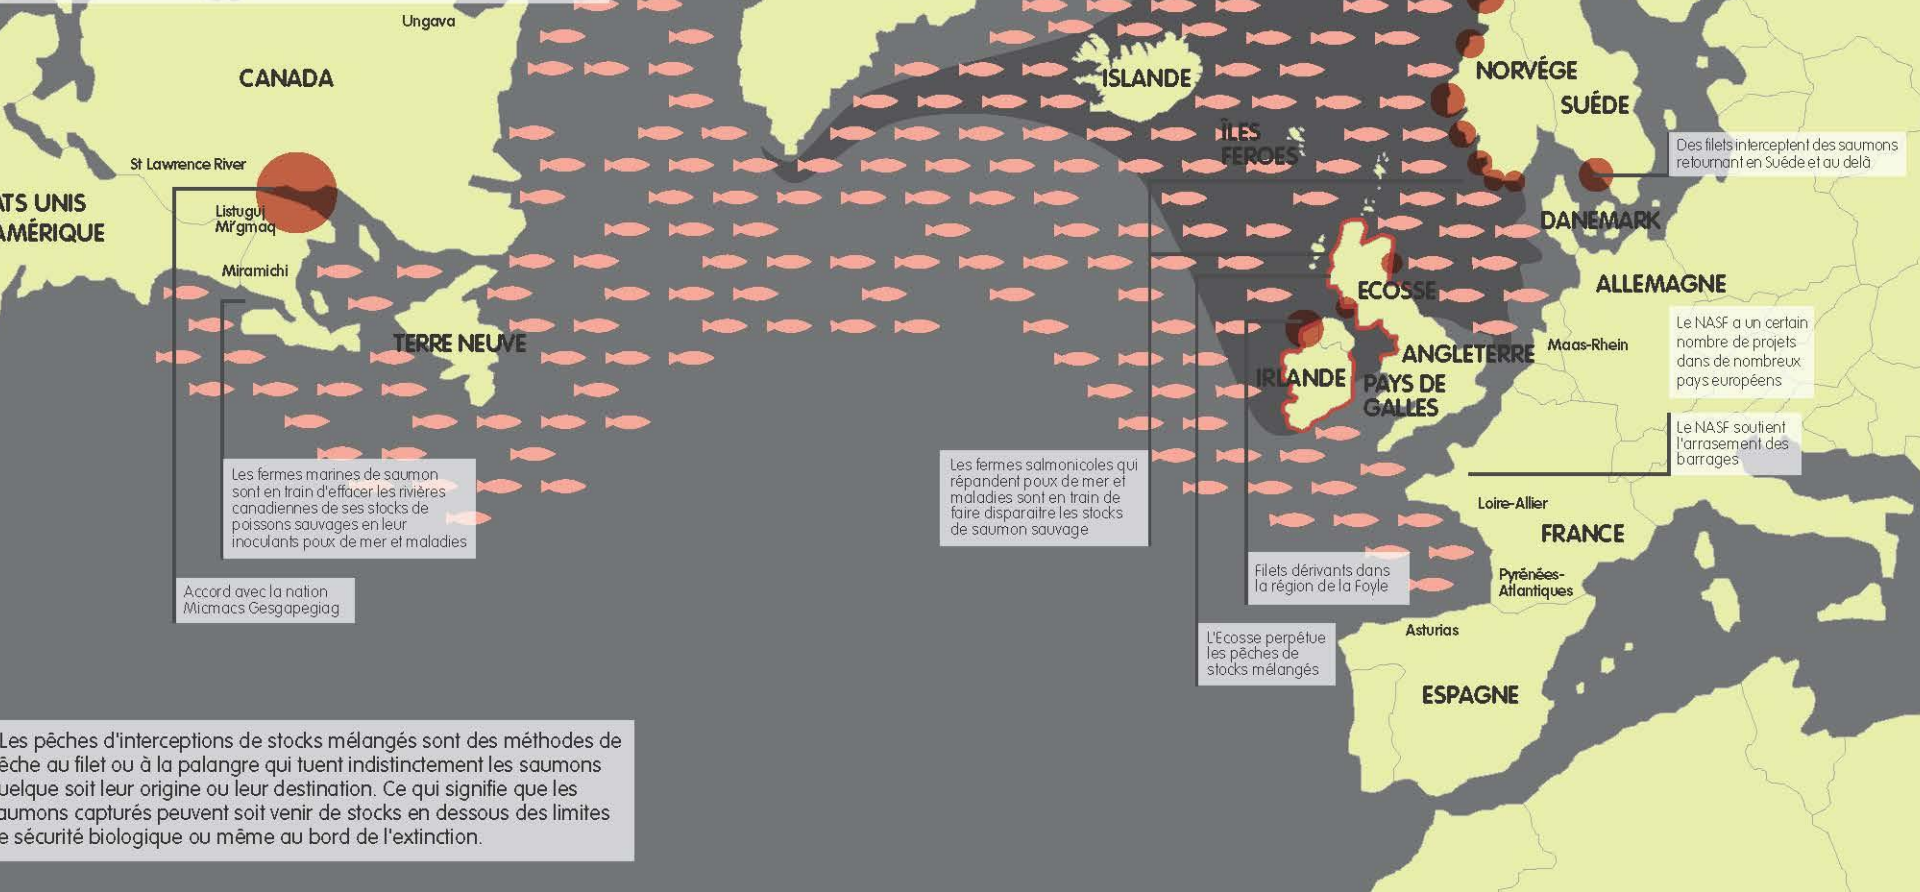 Ungava
CANADA
St Lawrence River
ATS UNIS
AMÉRIQUE
Listuguj
Mi'gmaq
Miramichi
TERRE NEUVE
ISLANDE
ÎLES
FEROES
NORVÉGE
SUÉDE
Des filets interceptent des saumons
retournant en Suéde et au delà
DANEMARK
ALLEMAGNE
ECOSSE
Maas-Rhein
ANGLETERRE
IRLANDE
PAYS DE
GALLES
Le NASF a un certain
nombre de projets
dans de nombreux
pays européens
Le NASF soutient
l'arrasement des
barrages
Loire-Allier
FRANCE
Pyrénées-
Atlantiques
Asturias
ESPAGNE
Les fermes marines de saumon
sont en train d'effacer les rivières
canadiennes de ses stocks de
poissons sauvages en leur
inoculants poux de mer et maladies
Accord avec la nation
Micmacs Gesgapegiag
Les fermes salmonicoles qui
répandent poux de mer et
maladies sont en train de
faire disparaitre les stocks
de saumon sauvage
Filets dérivants dans
la région de la Foyle
L'Ecosse perpétue
les pêches de
stocks mélangés
Les pêches d'interceptions de stocks mélangés sont des méthodes de
êche au filet ou à la palangre qui tuent indistinctement les saumons
uelque soit leur origine ou leur destination. Ce qui signifie que les
aumons capturés peuvent soit venir de stocks en dessous des limites
e sécurité biologique ou même au bord de l'extinction.